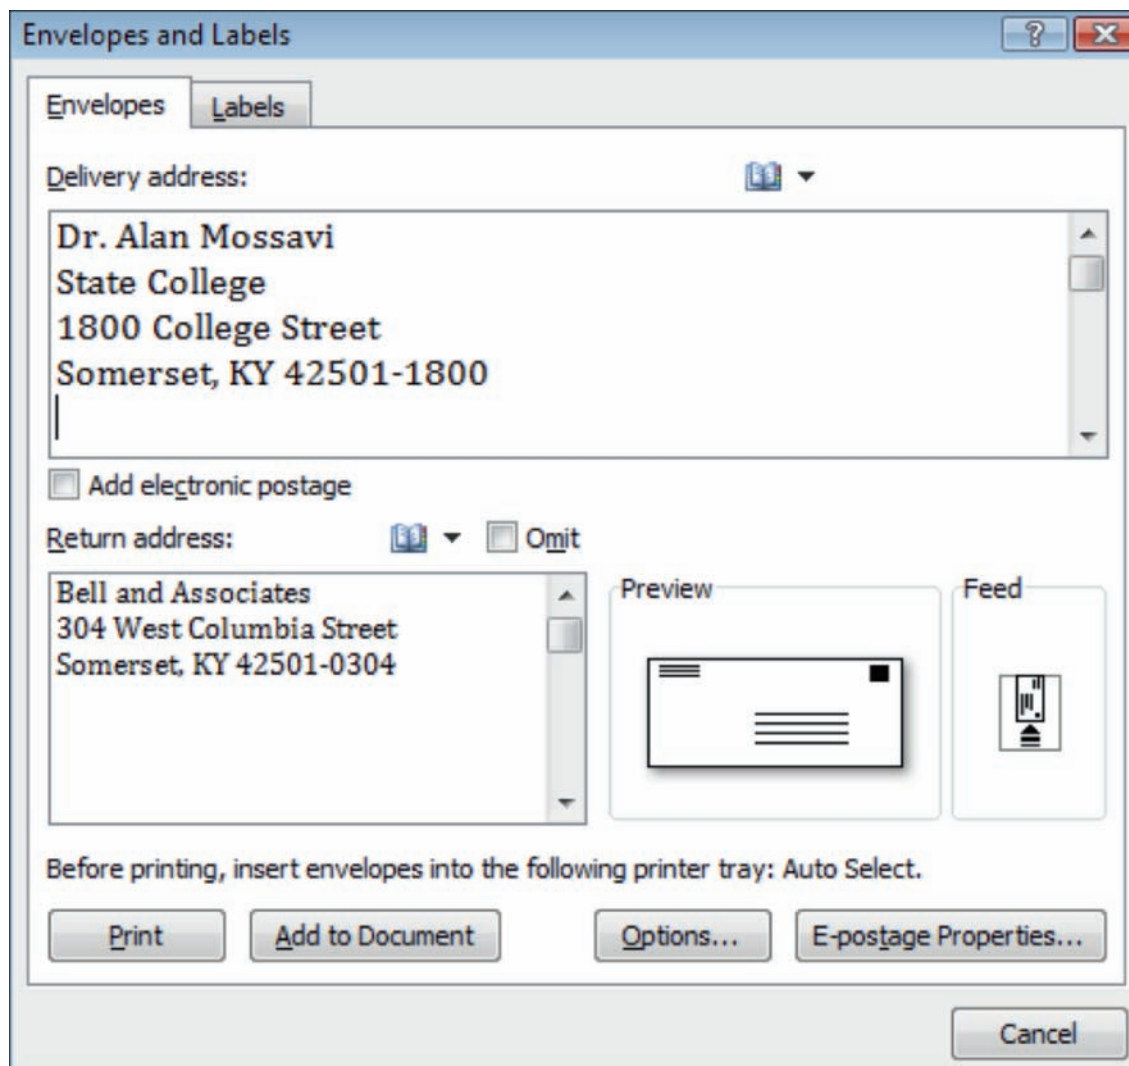 Envelopes and Labels
Envelopes Labels
Delivery address:
Dr. Alan Mossavi
State College
1800 College Street
Somerset, KY 42501-1800
Add electronic postage
Return address: Omit
Bell and Associates
304 West Columbia Street
Somerset, KY 42501-0304
Preview
Feed
Before printing, insert envelopes into the following printer tray: Auto Select.
Print Add to Document Options... E-postage Properties...
Cancel